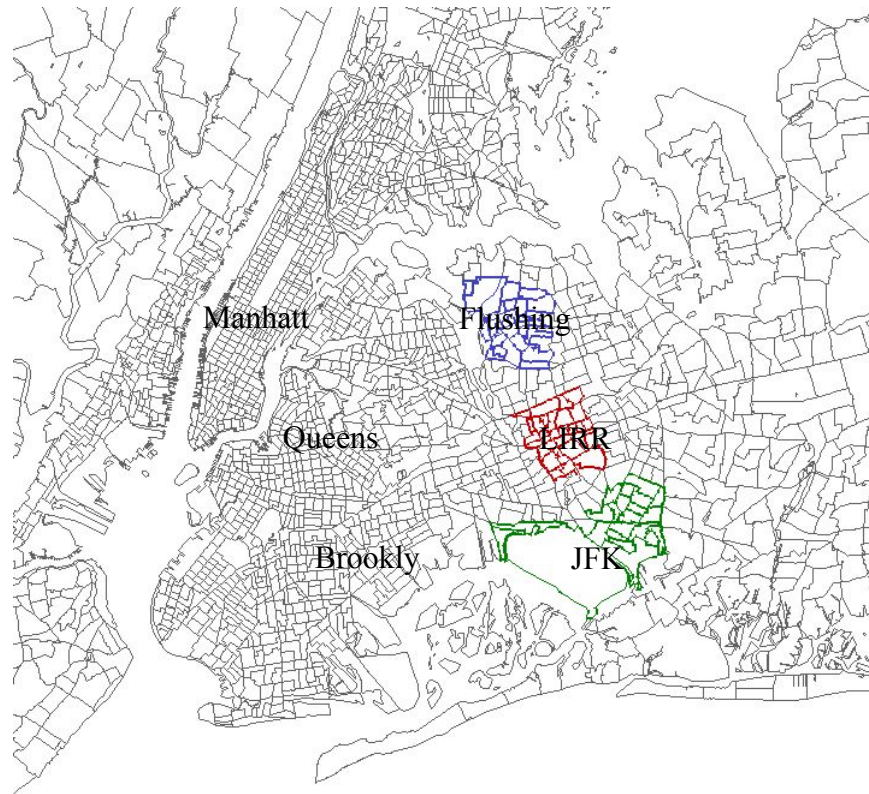 Manhatt
Flushing
Queens
LIRR
Brookly
JFK